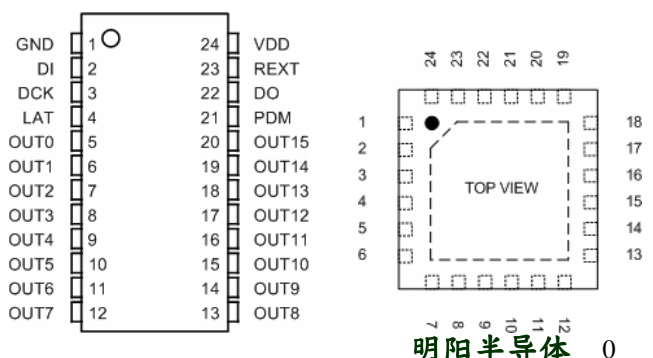 GND 1 24 VDD
DI 2 23 REXT
DCK 3 22 DO
LAT 4 21 PDM
OUT0 5 20 OUT15
OUT1 6 19 OUT14
OUT2 7 18 OUT13
OUT3 8 17 OUT12
OUT4 9 16 OUT11
OUT5 10 15 OUT10
OUT6 11 14 OUT9
OUT7 12 13 OUT8
24 23 22 21 20 19
1 18
2 17
3 16
TOP VIEW
4 15
5 14
6 13
7 8 9 10 11 12
明阳半导体 0